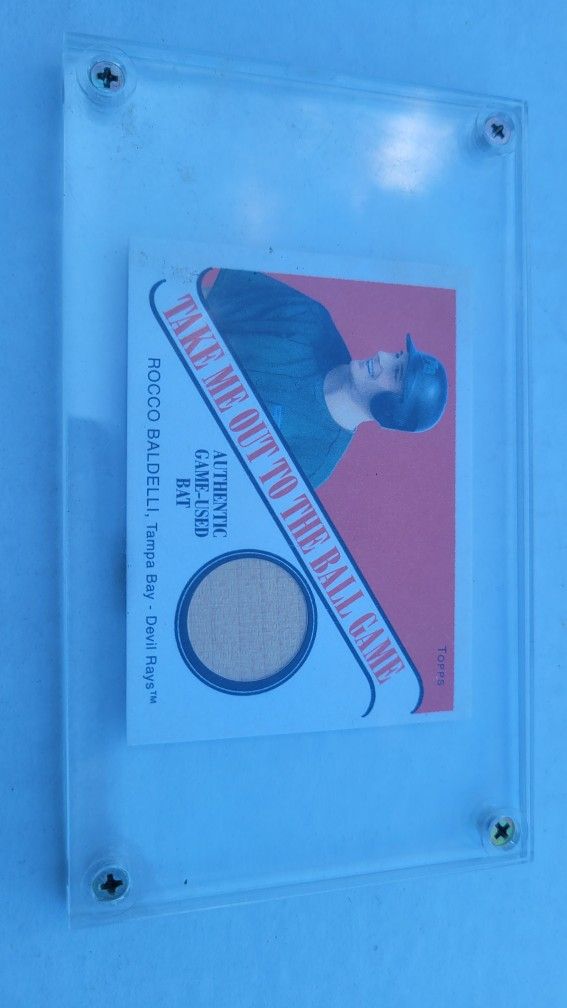 TOPPS
TAKE ME OUT TO THE BALL GAME
AUTHENTIC
GAME-USED
BAT
ROCCO BALDELLI, Tampa Bay - Devil Rays™